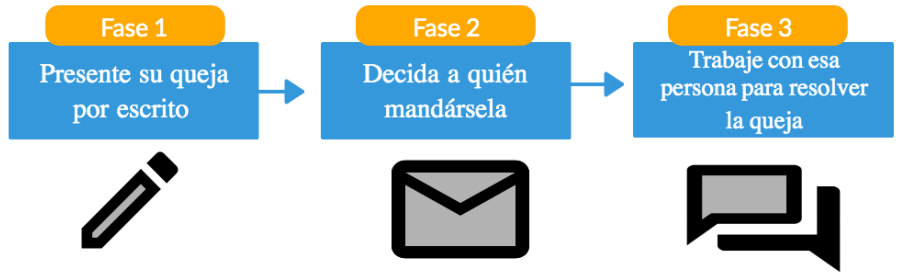 Fase 1
Presente su queja
por escrito
Fase 2
Decida a quién
mandársela
Fase 3
Trabaje con esa
persona para resolver
la queja